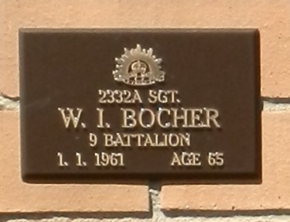 2332A SGT.
W. I. BOCHER
9 BATTALION
1. 1. 1961 AGE 65